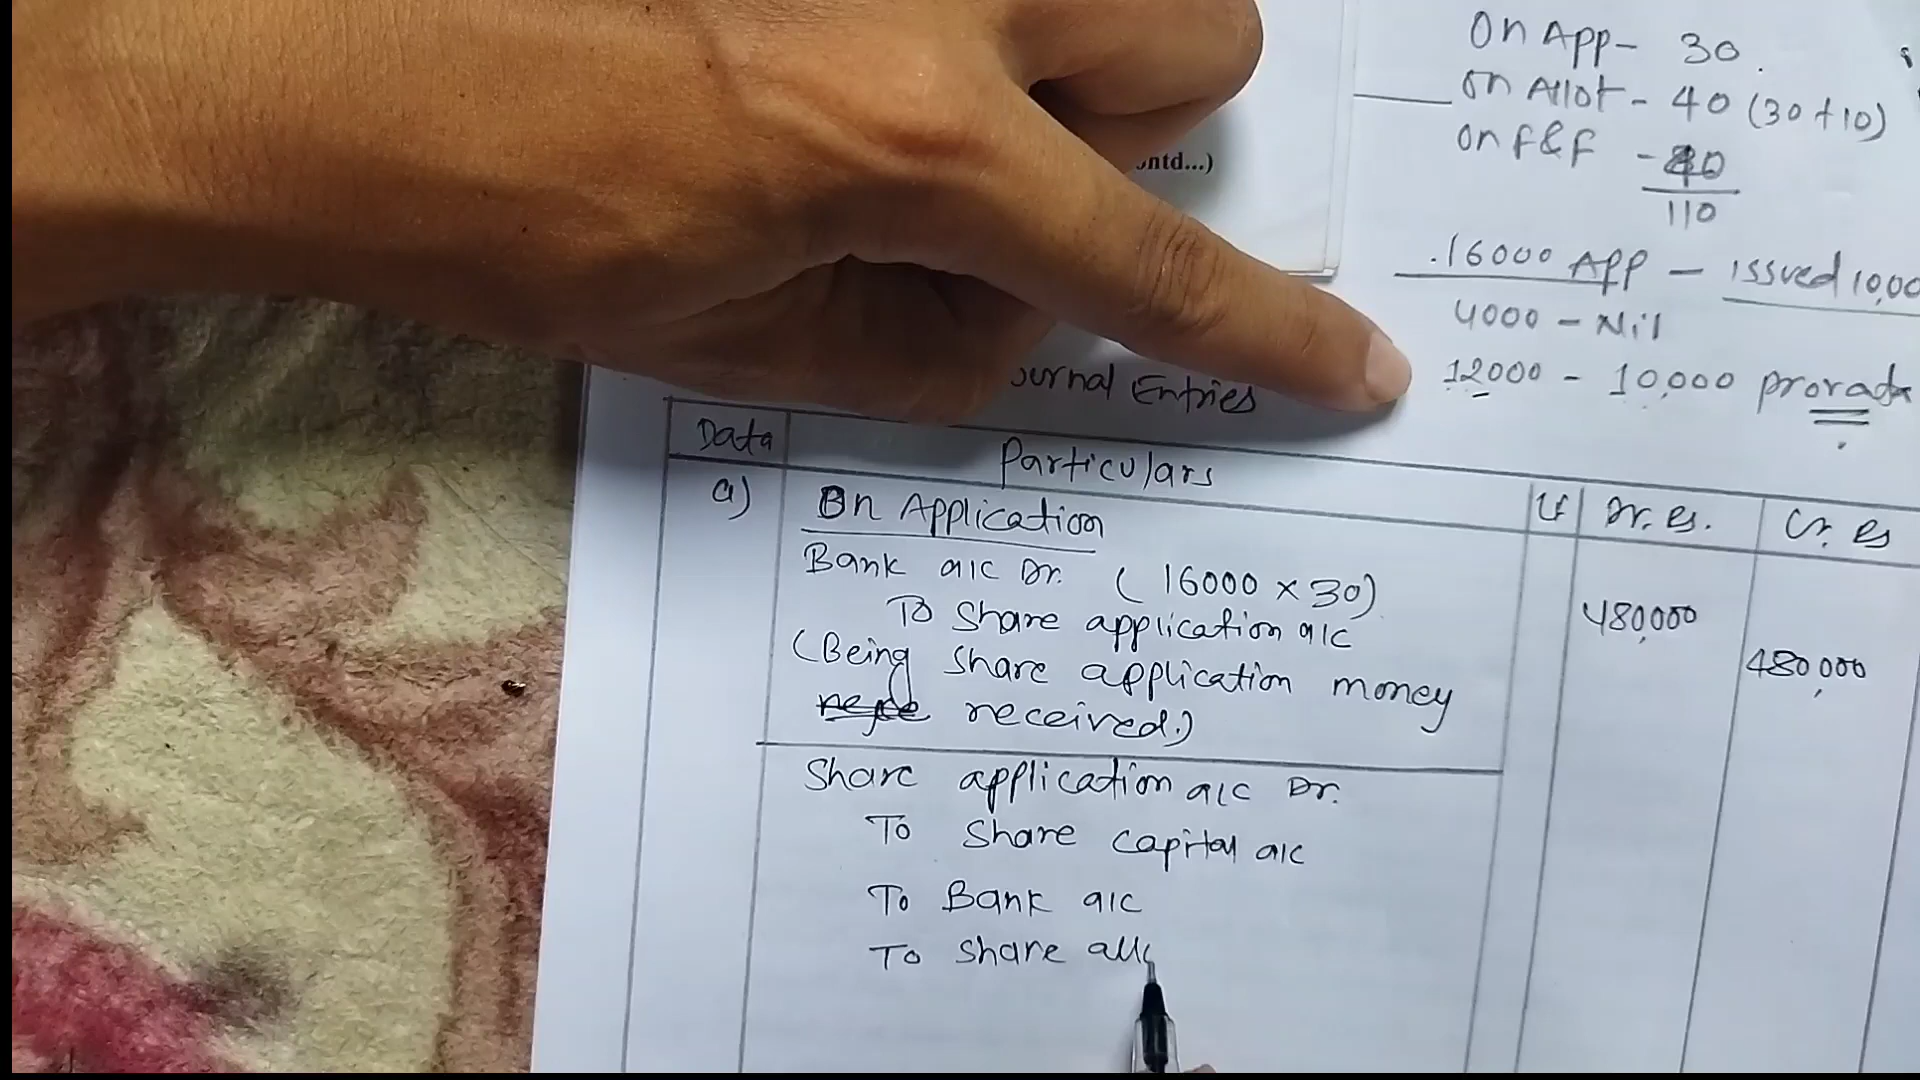 On App- 30.
on Allot - 40 (30+10)
on F&F - 40
110
ontd...)
16000 App - issued 10,00
4000 - Nil
12000 - 10,000 prorata
ournal Entries
Data Particulars Lf Dr. Rs. Cr. Rs
a) On Application
Bank a/c Dr. (16000 × 30) 480,000
To Share application a/c 480,000
(Being Share application money
received.)
Share application a/c Dr.
To Share capital a/c
To Bank a/c
To Share allo